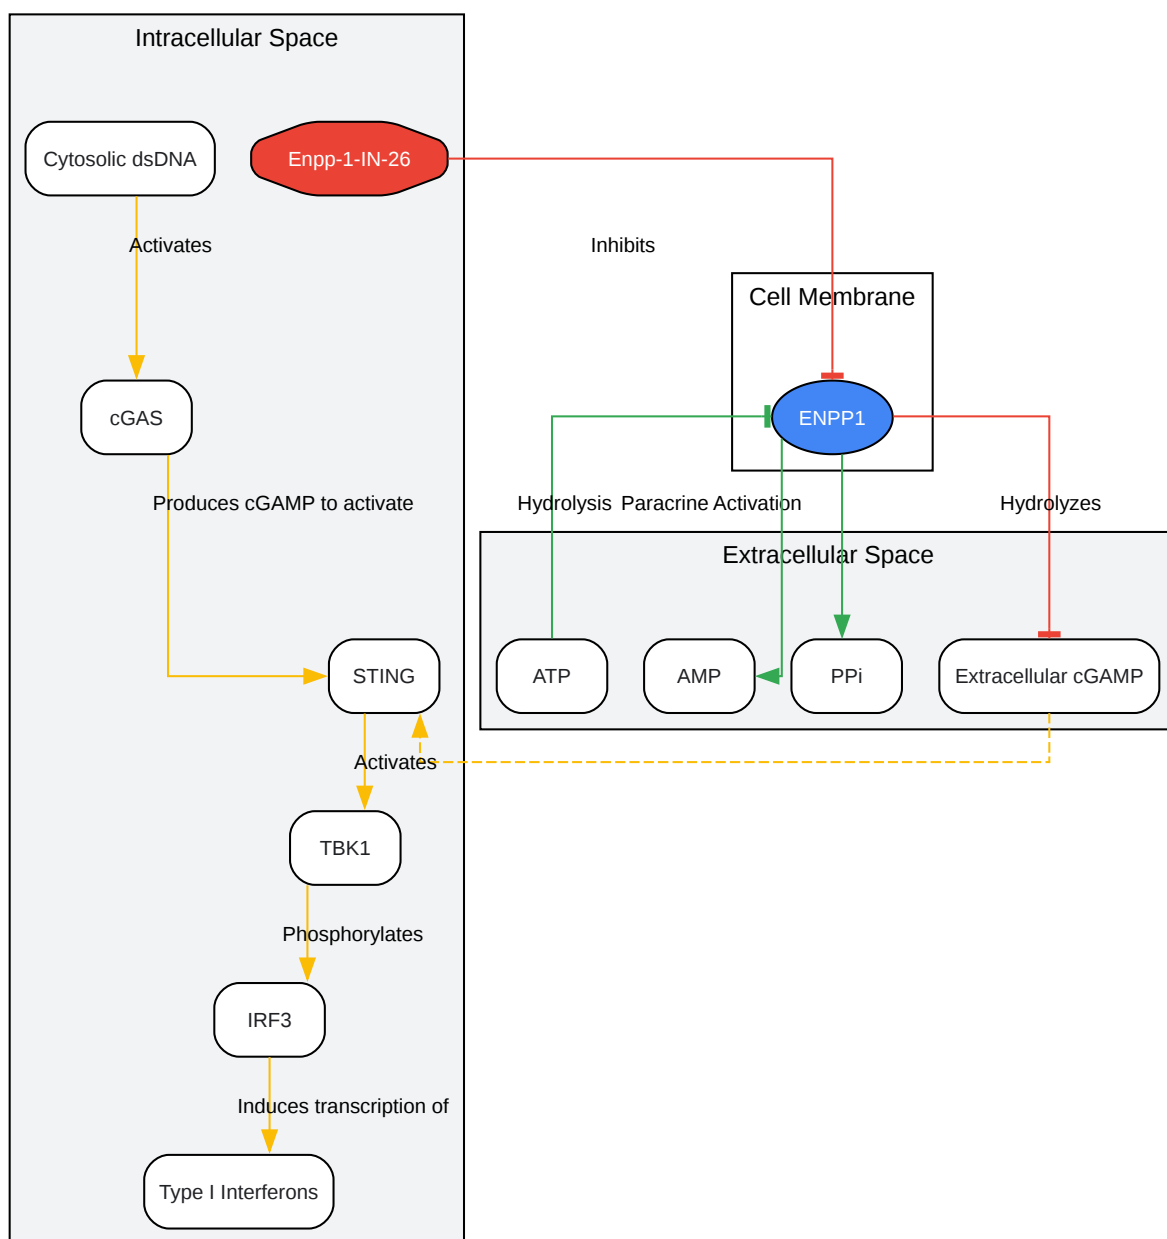 Intracellular Space
Cytosolic dsDNA
Enpp-1-IN-26
Activates
Inhibits
Cell Membrane
cGAS
ENPP1
Produces cGAMP to activate
Hydrolysis
Paracrine Activation
Hydrolyzes
Extracellular Space
STING
ATP
AMP
PPi
Extracellular cGAMP
Activates
TBK1
Phosphorylates
IRF3
Induces transcription of
Type I Interferons